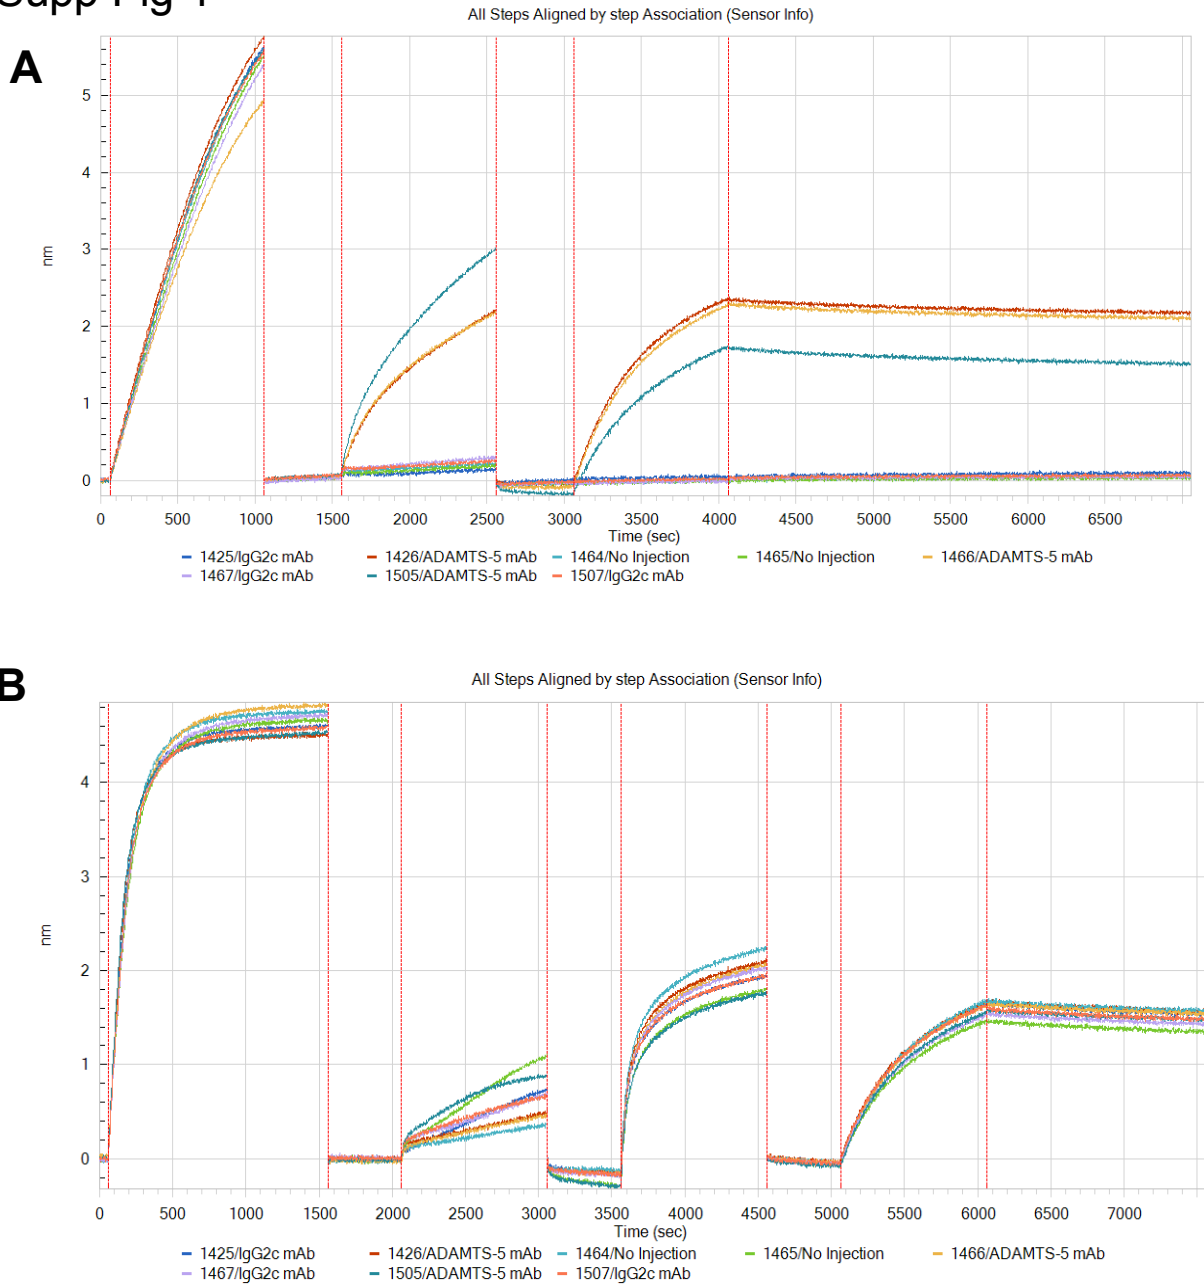 Supp Fig 4
All Steps Aligned by step Association (Sensor Info)
A
5
4
3
2
1
0
nm
0 500 1000 1500 2000 2500 3000 3500 4000 4500 5000 5500 6000 6500
Time (sec)
1425/IgG2c mAb 1426/ADAMTS-5 mAb 1464/No Injection 1465/No Injection 1466/ADAMTS-5 mAb
1467/IgG2c mAb 1505/ADAMTS-5 mAb 1507/IgG2c mAb
B
All Steps Aligned by step Association (Sensor Info)
4
3
2
1
0
nm
0 500 1000 1500 2000 2500 3000 3500 4000 4500 5000 5500 6000 6500 7000
Time (sec)
1425/IgG2c mAb 1426/ADAMTS-5 mAb 1464/No Injection 1465/No Injection 1466/ADAMTS-5 mAb
1467/IgG2c mAb 1505/ADAMTS-5 mAb 1507/IgG2c mAb